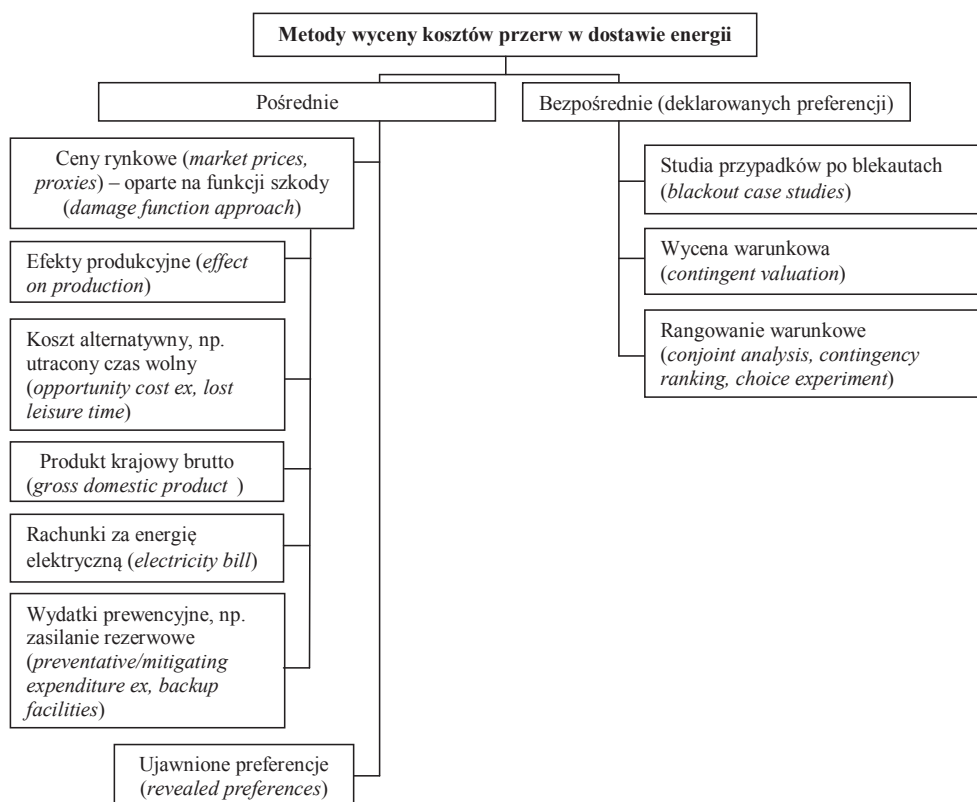 Metody wyceny kosztów przerw w dostawie energii
Pośrednie
Ceny rynkowe (market prices,
proxies) – oparte na funkcji szkody
(damage function approach)
Efekty produkcyjne (effect
on production)
Koszt alternatywny, np.
utracony czas wolny
(opportunity cost ex, lost
leisure time)
Produkt krajowy brutto
(gross domestic product )
Rachunki za energię
elektryczną (electricity bill)
Wydatki prewencyjne, np.
zasilanie rezerwowe
(preventative/mitigating
expenditure ex, backup
facilities)
Ujawnione preferencje
(revealed preferences)
Bezpośrednie (deklarowanych preferencji)
Studia przypadków po blekautach
(blackout case studies)
Wycena warunkowa
(contingent valuation)
Rangowanie warunkowe
(conjoint analysis, contingency
ranking, choice experiment)